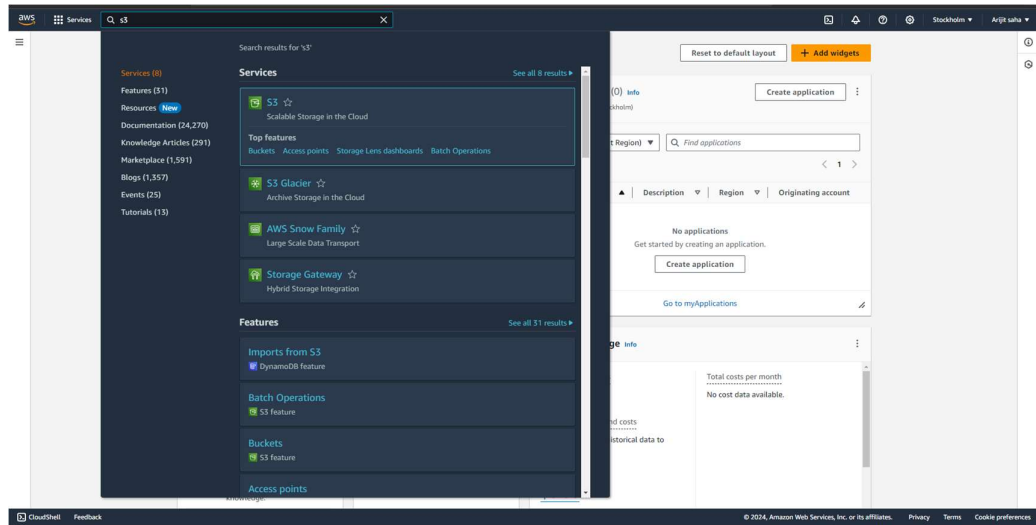 aws Services s3 Stockholm Arijit saha
Search results for 's3'
Services (8)
Features (31)
Resources New
Documentation (24,270)
Knowledge Articles (291)
Marketplace (1,591)
Blogs (1,357)
Events (25)
Tutorials (13)
Services See all 8 results
S3
Scalable Storage in the Cloud
Top features
Buckets Access points Storage Lens dashboards Batch Operations
S3 Glacier
Archive Storage in the Cloud
AWS Snow Family
Large Scale Data Transport
Storage Gateway
Hybrid Storage Integration
Features See all 31 results
Imports from S3
DynamoDB feature
Batch Operations
S3 feature
Buckets
S3 feature
Access points
Reset to default layout + Add widgets
(0) Info Create application
t Region) Find applications
1
Description Region Originating account
No applications
Get started by creating an application.
Create application
Go to myApplications
ge Info
Total costs per month
No cost data available.
nd costs
istorical data to
knowledge.
CloudShell Feedback © 2024, Amazon Web Services, Inc. or its affiliates. Privacy Terms Cookie preferences